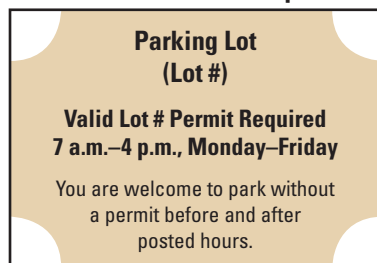 Parking Lot
(Lot #)
Valid Lot # Permit Required
7 a.m.–4 p.m., Monday–Friday
You are welcome to park without
a permit before and after
posted hours.